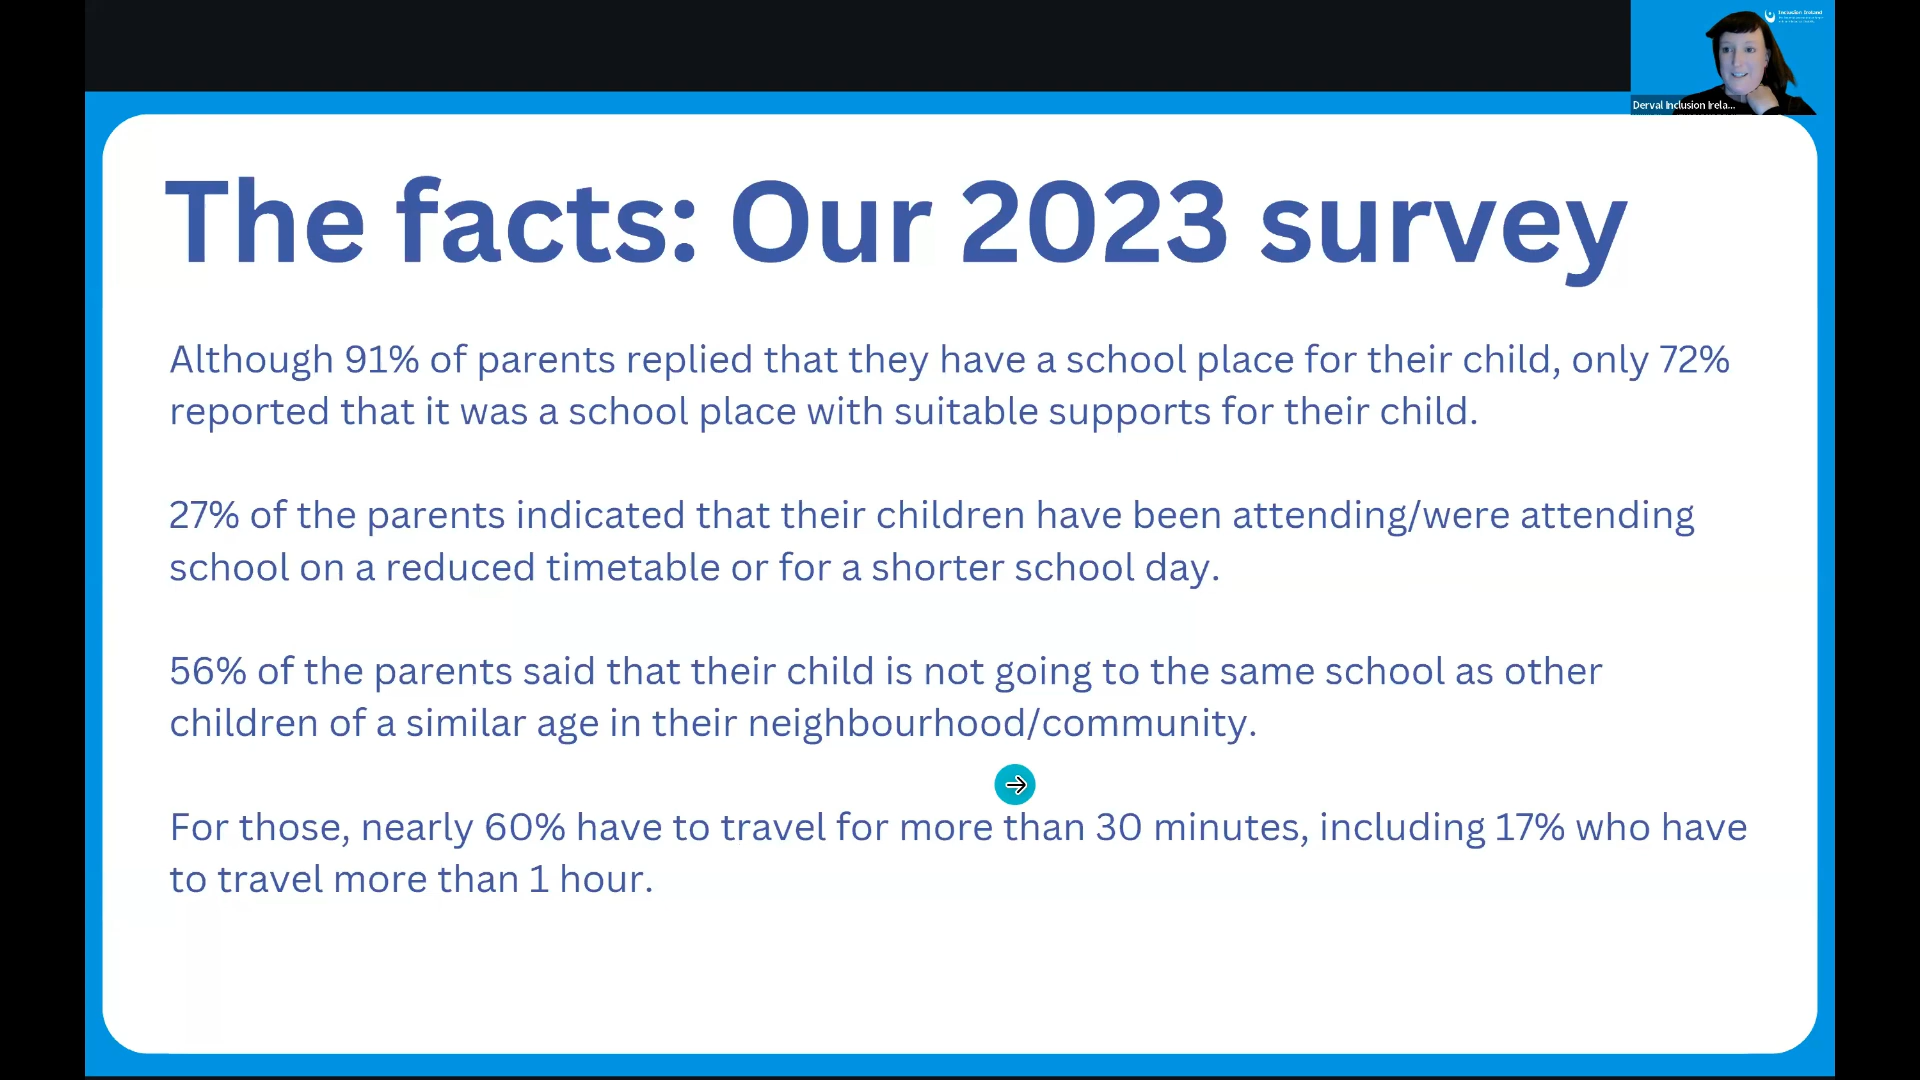 Inclusion Ireland
Derval Inclusion Irela...
The facts: Our 2023 survey
Although 91% of parents replied that they have a school place for their child, only 72%
reported that it was a school place with suitable supports for their child.
27% of the parents indicated that their children have been attending/were attending
school on a reduced timetable or for a shorter school day.
56% of the parents said that their child is not going to the same school as other
children of a similar age in their neighbourhood/community.
For those, nearly 60% have to travel for more than 30 minutes, including 17% who have
to travel more than 1 hour.